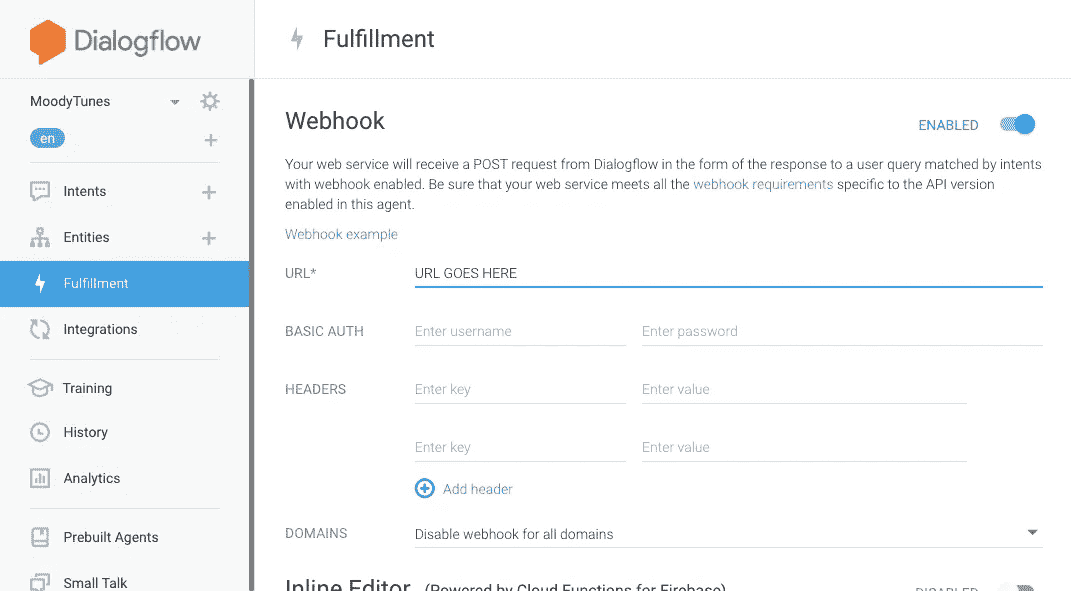 Dialogflow
Fulfillment
MoodyTunes
en
Intents
Entities
Fulfillment
Integrations
Training
History
Analytics
Prebuilt Agents
Small Talk
Webhook
ENABLED
Your web service will receive a POST request from Dialogflow in the form of the response to a user query matched by intents
with webhook enabled. Be sure that your web service meets all the webhook requirements specific to the API version
enabled in this agent.
Webhook example
URL* URL GOES HERE
BASIC AUTH Enter username Enter password
HEADERS Enter key Enter value
Enter key Enter value
Add header
DOMAINS Disable webhook for all domains
Inline Editor (Powered by Cloud Functions for Firebase) DISABLED